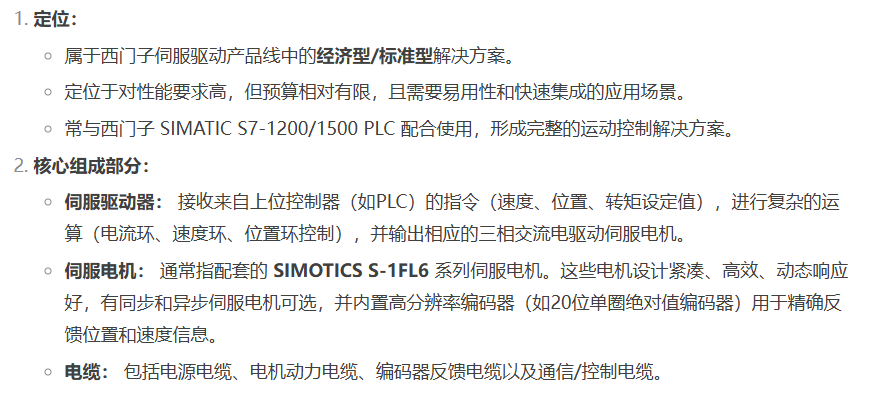 1. 定位：
属于西门子伺服驱动产品线中的经济型/标准型解决方案。
定位于对性能要求高，但预算相对有限，且需要易用性和快速集成的应用场景。
常与西门子 SIMATIC S7-1200/1500 PLC 配合使用，形成完整的运动控制解决方案。
2. 核心组成部分：
伺服驱动器： 接收来自上位控制器（如PLC）的指令（速度、位置、转矩设定值），进行复杂的运
算（电流环、速度环、位置环控制），并输出相应的三相交流电驱动伺服电机。
伺服电机： 通常指配套的 SIMOTICS S-1FL6 系列伺服电机。这些电机设计紧凑、高效、动态响应
好，有同步和异步伺服电机可选，并内置高分辨率编码器（如20位单圈绝对值编码器）用于精确反
馈位置和速度信息。
电缆： 包括电源电缆、电机动力电缆、编码器反馈电缆以及通信/控制电缆。